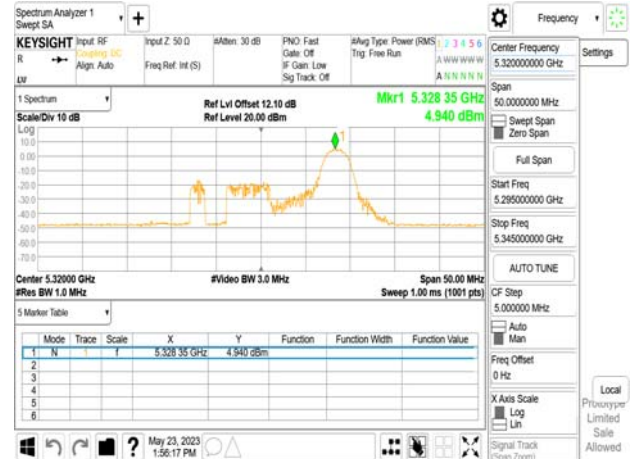 Spectrum Analyzer 1
Swept SA
+
Frequency
KEYSIGHT
R
Input: RF
Coupling: DC
Align: Auto
Input Z: 50 Ω
Freq Ref: Int (S)
#Atten: 30 dB
PNO: Fast
Gate: Off
IF Gain: Low
Sig Track: Off
#Avg Type: Power (RMS
Trig: Free Run
1 2 3 4 5 6
A W W W W W
A N N N N N
1 Spectrum
Scale/Div 10 dB
Ref Lvl Offset 12.10 dB
Ref Level 20.00 dBm
Mkr1 5.328 35 GHz
4.940 dBm
Log
10.0
0.00
-10.0
-20.0
-30.0
-40.0
-50.0
-60.0
-70.0
1
Center 5.32000 GHz
#Res BW 1.0 MHz
#Video BW 3.0 MHz
Span 50.00 MHz
Sweep 1.00 ms (1001 pts)
5 Marker Table
Mode Trace Scale X Y Function Function Width Function Value
1 N 1 f 5.328 35 GHz 4.940 dBm
2
3
4
5
6
May 23, 2023
1:56:17 PM
Center Frequency
5.320000000 GHz
Settings
Span
50.0000000 MHz
Swept Span
Zero Span
Full Span
Start Freq
5.295000000 GHz
Stop Freq
5.345000000 GHz
AUTO TUNE
CF Step
5.000000 MHz
Auto
Man
Freq Offset
0 Hz
X Axis Scale
Log
Lin
Signal Track
(Span Zoom)
Local
Prototype
Limited
Sale
Allowed